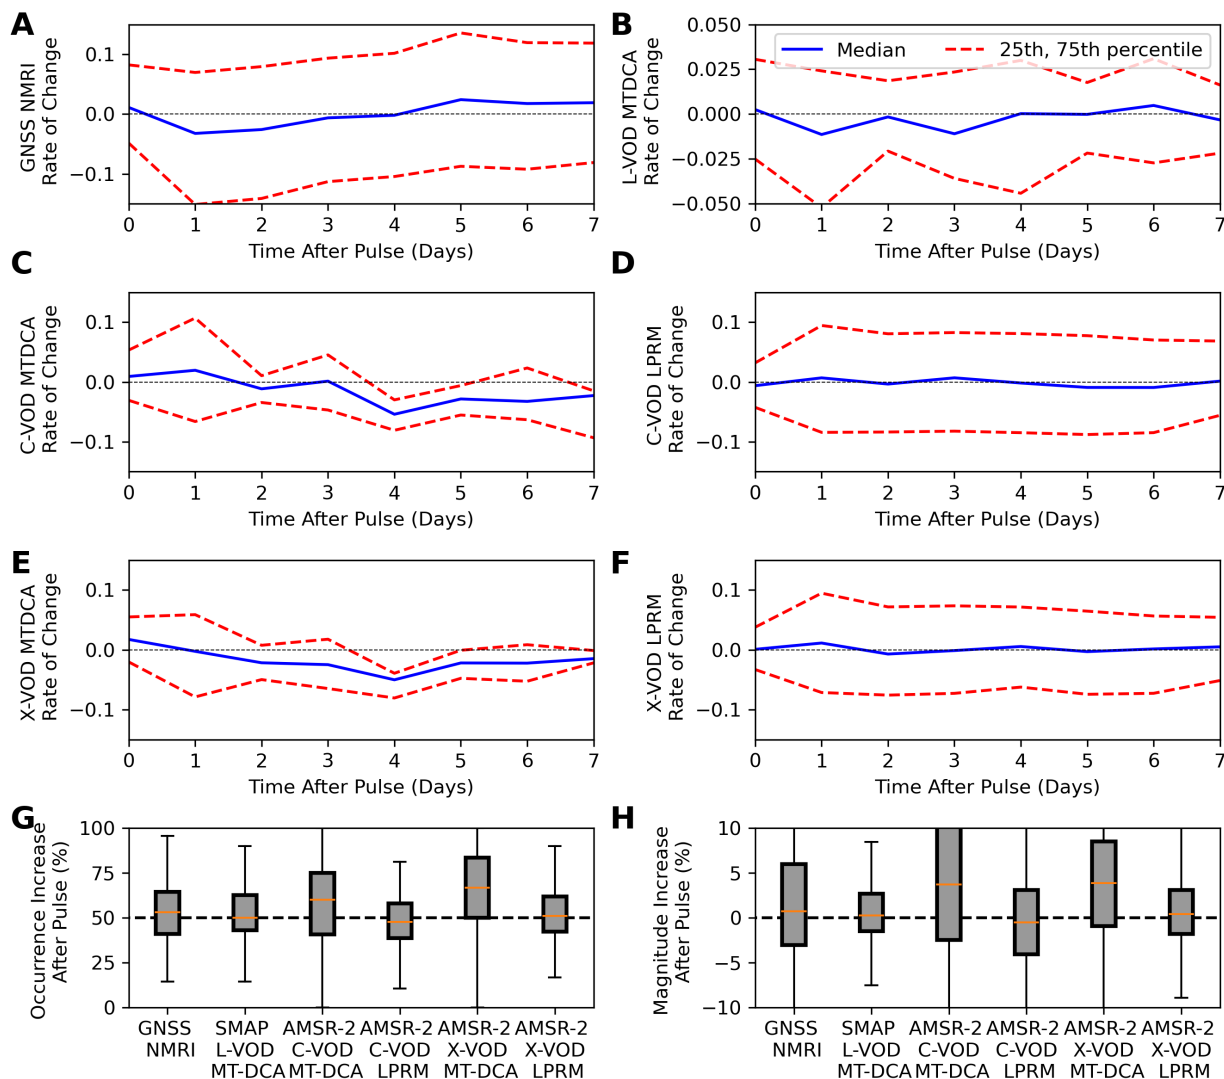 A
GNSS NMRI
Rate of Change
0.1
0.0
−0.1
0 1 2 3 4 5 6 7
Time After Pulse (Days)
B
L-VOD MTDCA
Rate of Change
0.050
0.025
0.000
−0.025
−0.050
Median
25th, 75th percentile
0 1 2 3 4 5 6 7
Time After Pulse (Days)
C
C-VOD MTDCA
Rate of Change
0.1
0.0
−0.1
0 1 2 3 4 5 6 7
Time After Pulse (Days)
D
C-VOD LPRM
Rate of Change
0.1
0.0
−0.1
0 1 2 3 4 5 6 7
Time After Pulse (Days)
E
X-VOD MTDCA
Rate of Change
0.1
0.0
−0.1
0 1 2 3 4 5 6 7
Time After Pulse (Days)
F
X-VOD LPRM
Rate of Change
0.1
0.0
−0.1
0 1 2 3 4 5 6 7
Time After Pulse (Days)
G
Occurrence Increase
After Pulse (%)
100
75
50
25
0
GNSS SMAP AMSR-2 AMSR-2 AMSR-2 AMSR-2
NMRI L-VOD C-VOD C-VOD X-VOD X-VOD
MT-DCA MT-DCA LPRM MT-DCA LPRM
H
Magnitude Increase
After Pulse (%)
10
5
0
−5
−10
GNSS SMAP AMSR-2 AMSR-2 AMSR-2 AMSR-2
NMRI L-VOD C-VOD C-VOD X-VOD X-VOD
MT-DCA MT-DCA LPRM MT-DCA LPRM